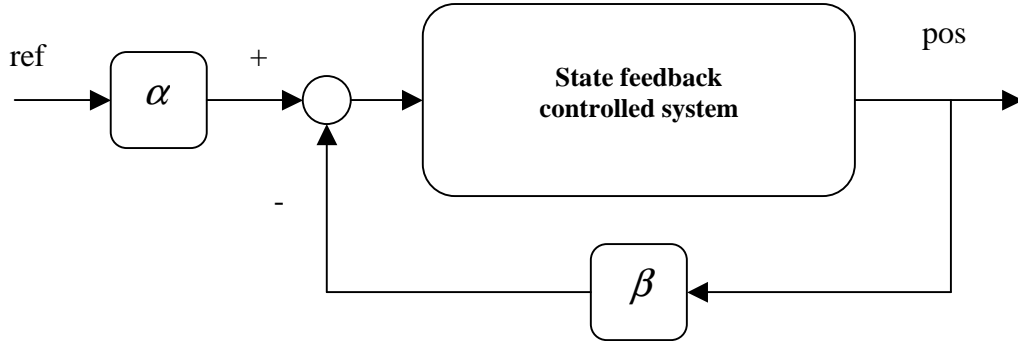 ref
α
+
State feedback
controlled system
pos
-
β